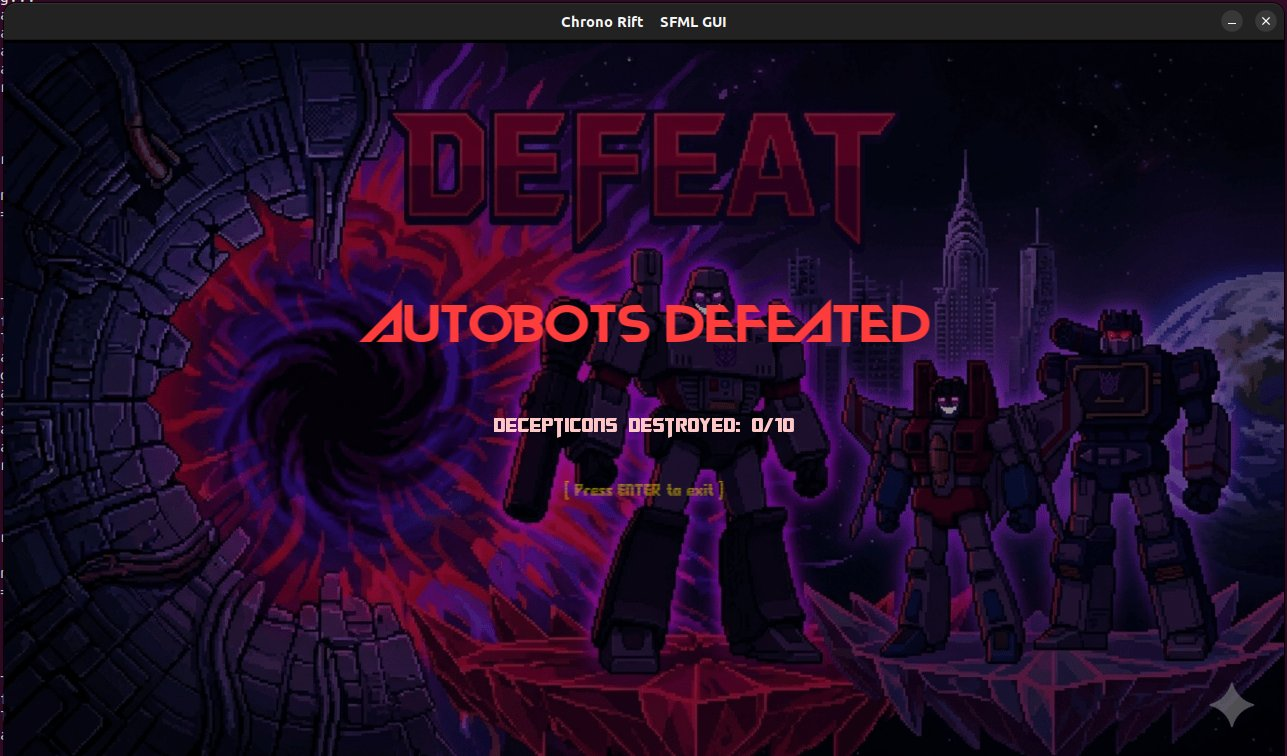 Chrono Rift SFML GUI
DEFEAT
AUTOBOTS DEFEATED
DECEPTICONS DESTROYED: 0/10
[ Press ENTER to exit ]